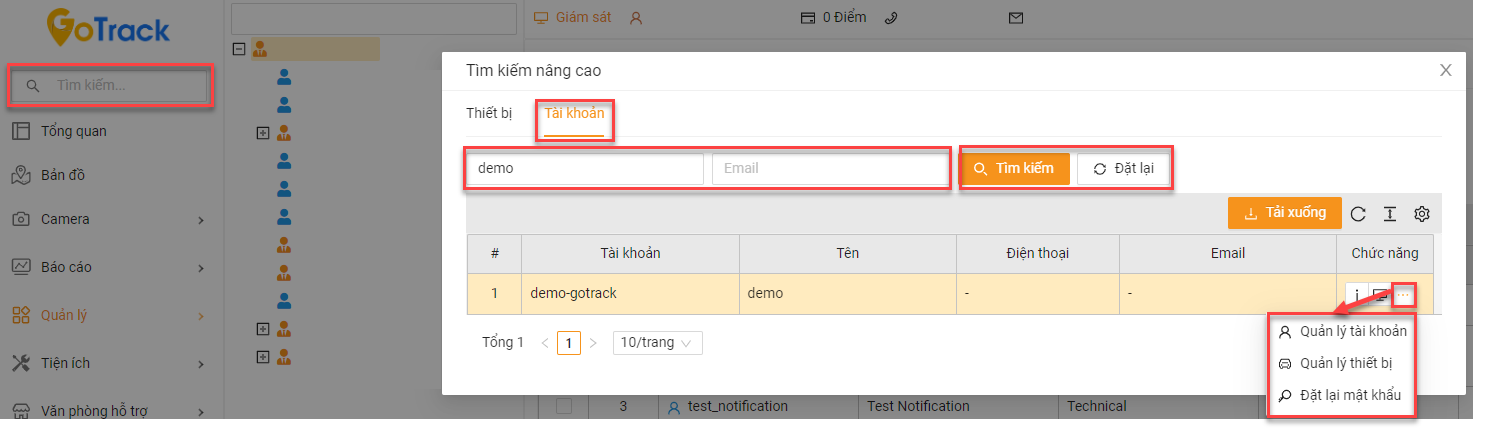 GoTrack
Tìm kiếm...
Tổng quan
Bản đồ
Camera
Báo cáo
Quản lý
Tiện ích
Văn phòng hỗ trợ
Giám sát
0 Điểm
Tìm kiếm nâng cao
X
Thiết bị Tài khoản
demo Email Tìm kiếm Đặt lại
Tải xuống
# Tài khoản Tên Điện thoại Email Chức năng
1 demo-gotrack demo - - i ...
Tổng 1 < 1 > 10/trang
Quản lý tài khoản
Quản lý thiết bị
Đặt lại mật khẩu
3 test_notification Test Notification Technical